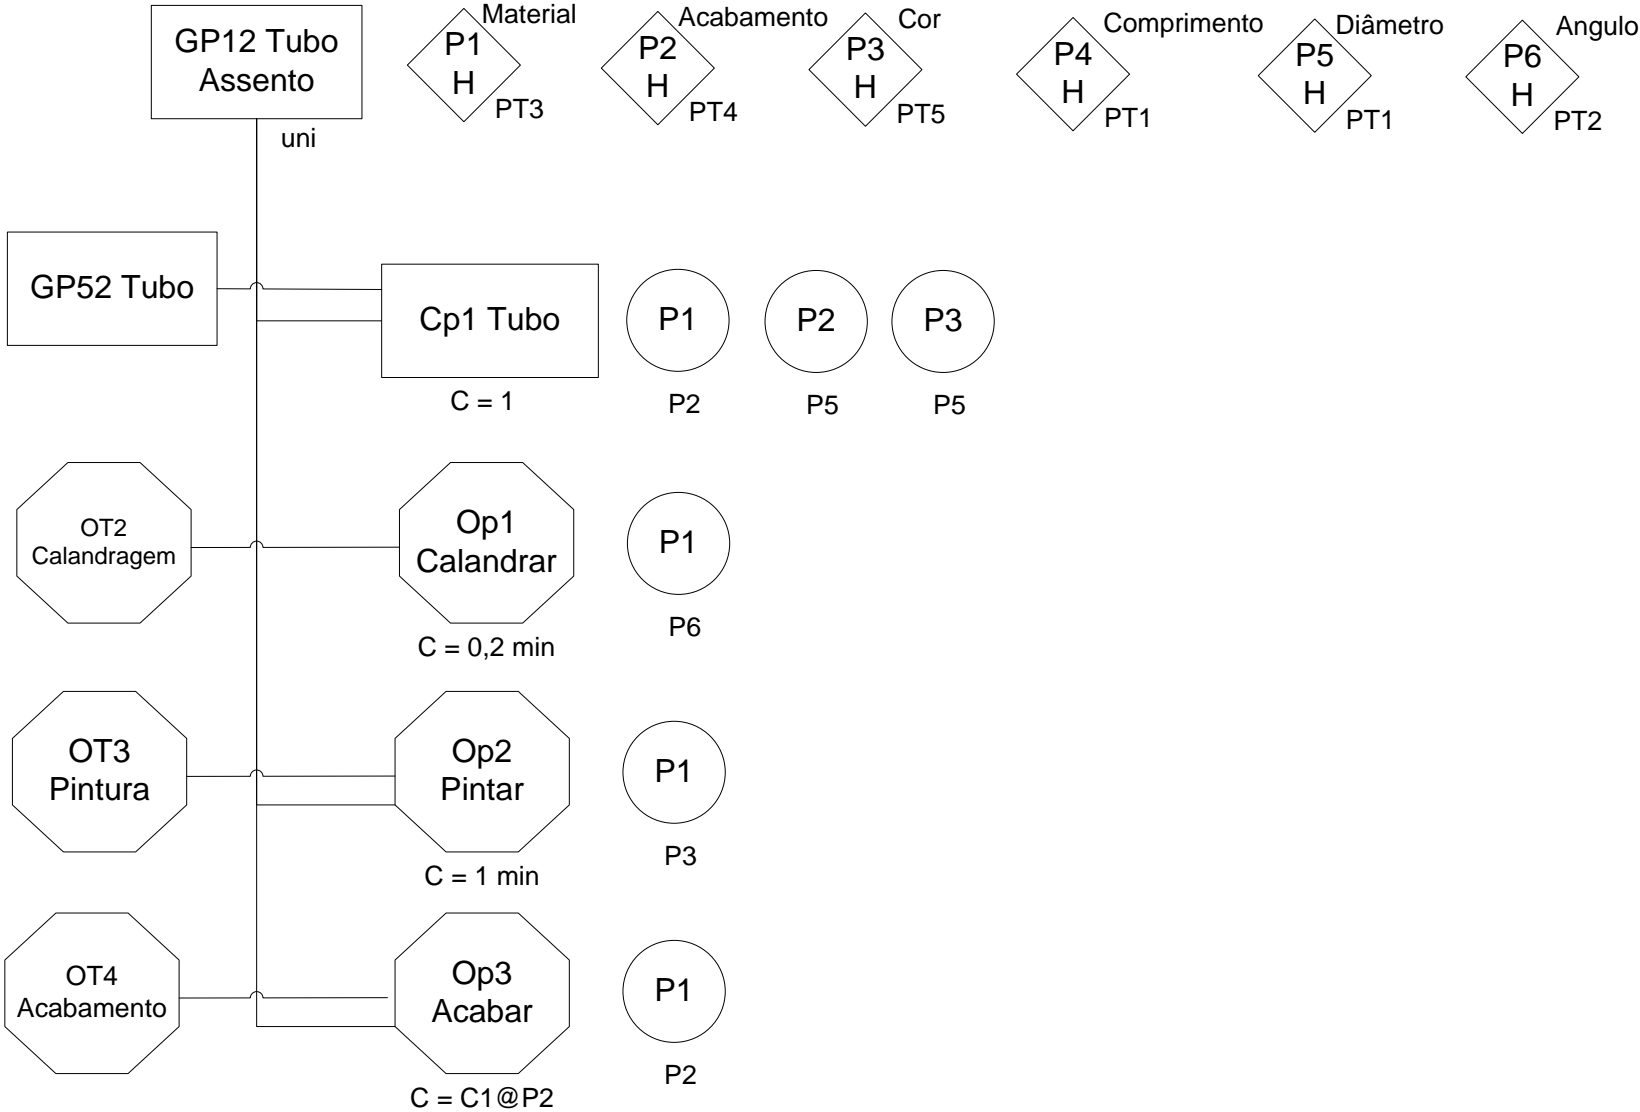 GP12 Tubo
Assento
uni
Material
P1
H
PT3
Acabamento
P2
H
PT4
Cor
P3
H
PT5
Comprimento
P4
H
PT1
Diâmetro
P5
H
PT1
Angulo
P6
H
PT2
GP52 Tubo
Cp1 Tubo
C = 1
P1
P2
P2
P5
P3
P5
OT2
Calandragem
Op1
Calandrar
C = 0,2 min
P1
P6
OT3
Pintura
Op2
Pintar
C = 1 min
P1
P3
OT4
Acabamento
Op3
Acabar
C = C1@P2
P1
P2